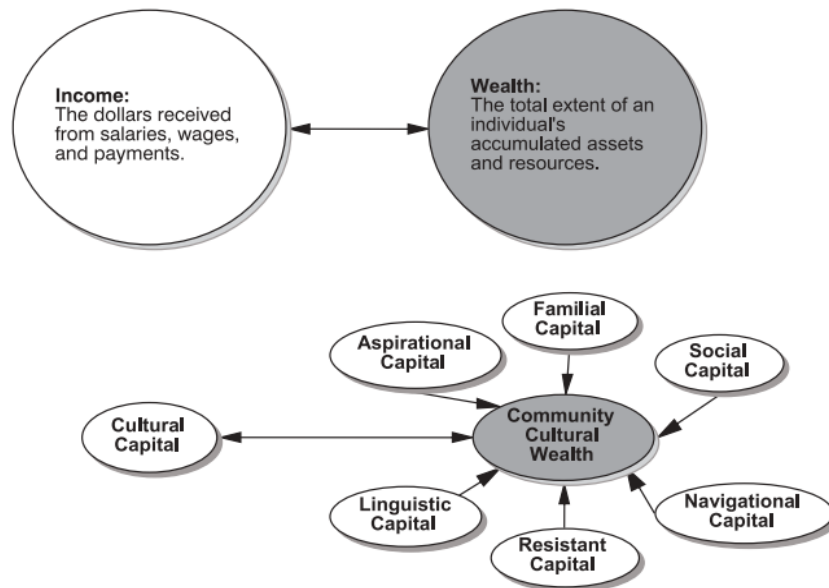 Income:
The dollars received
from salaries, wages,
and payments.
Wealth:
The total extent of an
individual's
accumulated assets
and resources.
Familial
Capital
Aspirational
Capital
Social
Capital
Cultural
Capital
Community
Cultural
Wealth
Linguistic
Capital
Navigational
Capital
Resistant
Capital